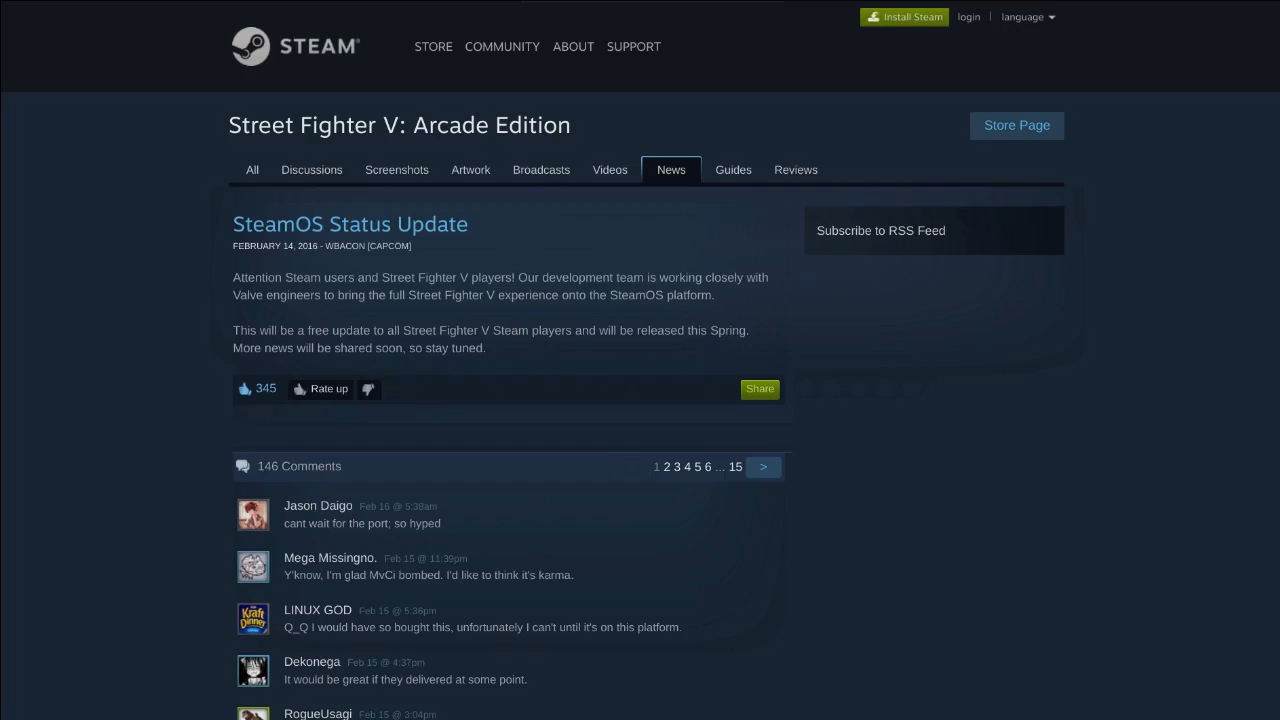 Install Steam
login | language
STEAM®
STORE COMMUNITY ABOUT SUPPORT
Street Fighter V: Arcade Edition
Store Page
All Discussions Screenshots Artwork Broadcasts Videos News Guides Reviews
SteamOS Status Update
FEBRUARY 14, 2016 - WBACON [CAPCOM]
Attention Steam users and Street Fighter V players! Our development team is working closely with
Valve engineers to bring the full Street Fighter V experience onto the SteamOS platform.
This will be a free update to all Street Fighter V Steam players and will be released this Spring.
More news will be shared soon, so stay tuned.
345 Rate up Share
Subscribe to RSS Feed
146 Comments 1 2 3 4 5 6 ... 15 >
Jason Daigo Feb 16 @ 5:38am
cant wait for the port; so hyped
Mega Missingno. Feb 15 @ 11:39pm
Y'know, I'm glad MvCi bombed. I'd like to think it's karma.
Kraft
Dinner
LINUX GOD Feb 15 @ 5:36pm
Q_Q I would have so bought this, unfortunately I can't until it's on this platform.
Dekonega Feb 15 @ 4:37pm
It would be great if they delivered at some point.
RogueUsagi Feb 15 @ 3:04pm